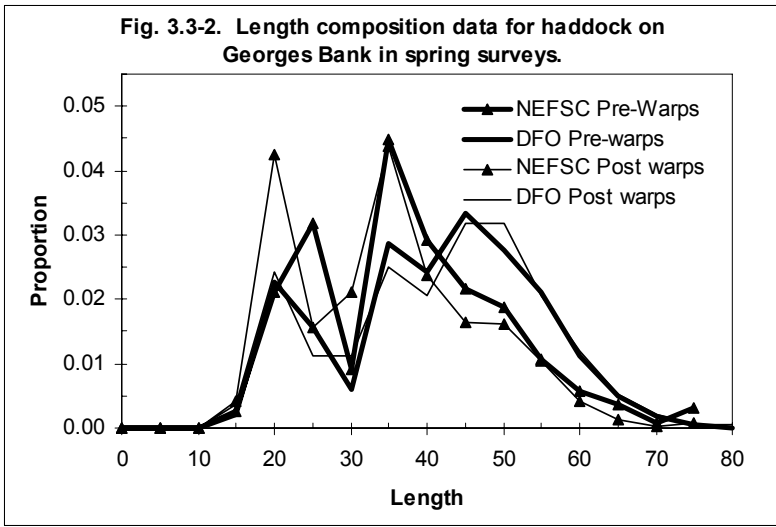 Fig. 3.3-2. Length composition data for haddock on
Georges Bank in spring surveys.
0.05
0.04
0.03
0.02
0.01
0.00
Proportion
NEFSC Pre-Warps
DFO Pre-warps
NEFSC Post warps
DFO Post warps
0 10 20 30 40 50 60 70 80
Length